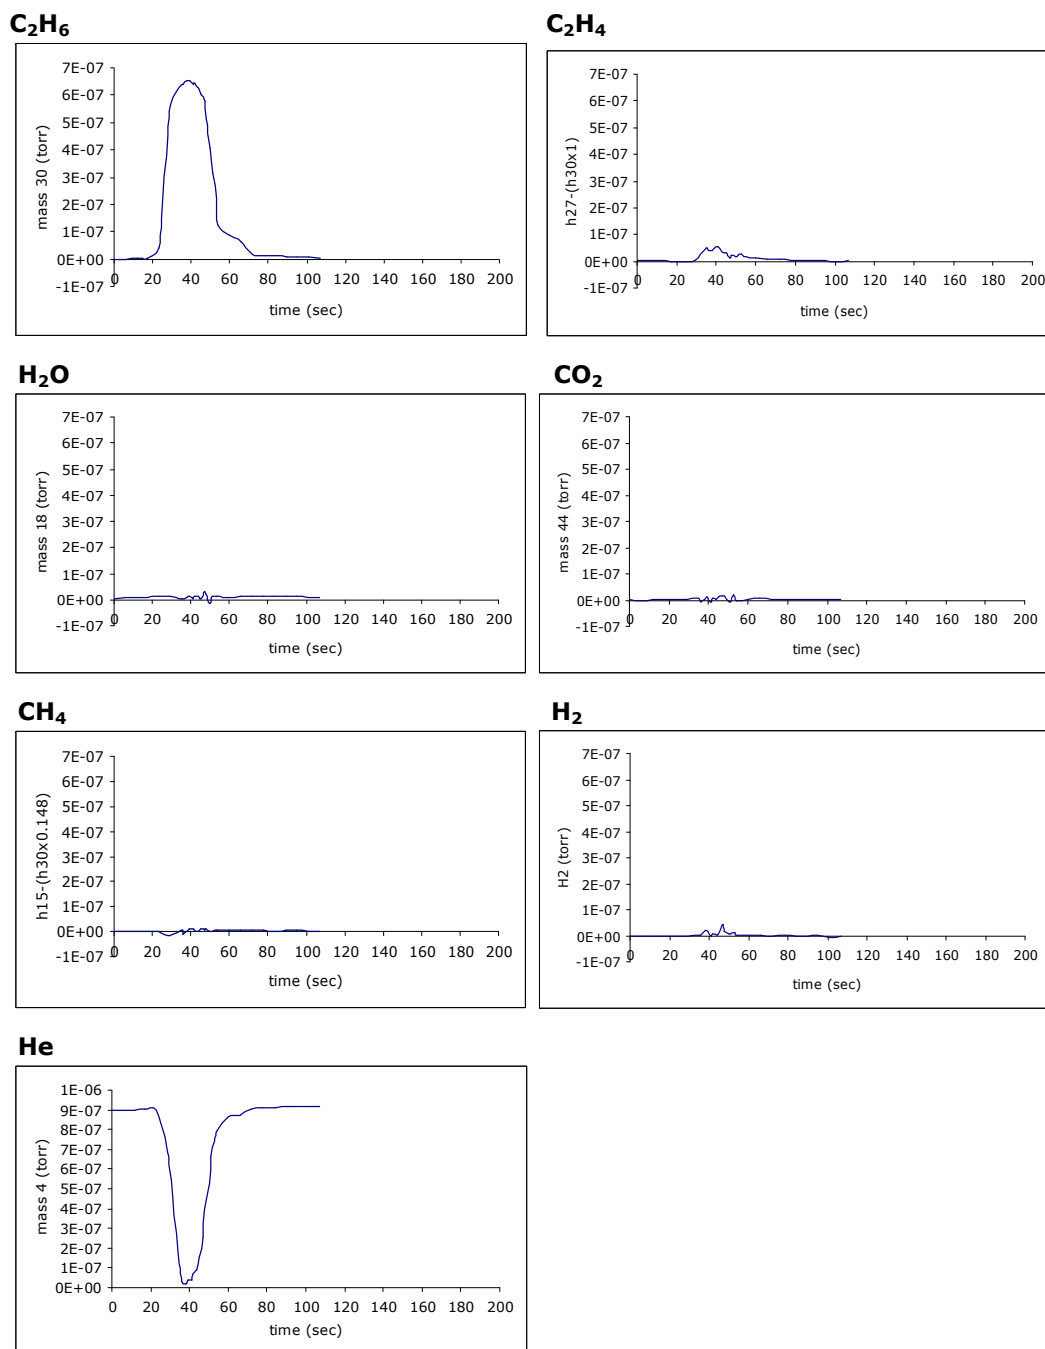 C₂H₆
7E-07
6E-07
5E-07
4E-07
3E-07
2E-07
1E-07
0E+00
-1E-07
0 20 40 60 80 100 120 140 160 180 200
mass 30 (torr)
time (sec)
C₂H₄
7E-07
6E-07
5E-07
4E-07
3E-07
2E-07
1E-07
0E+00
-1E-07
0 20 40 60 80 100 120 140 160 180 200
h27-(h30x1)
time (sec)
H₂O
7E-07
6E-07
5E-07
4E-07
3E-07
2E-07
1E-07
0E+00
-1E-07
0 20 40 60 80 100 120 140 160 180 200
mass 18 (torr)
time (sec)
CO₂
7E-07
6E-07
5E-07
4E-07
3E-07
2E-07
1E-07
0E+00
-1E-07
0 20 40 60 80 100 120 140 160 180 200
mass 44 (torr)
time (sec)
CH₄
7E-07
6E-07
5E-07
4E-07
3E-07
2E-07
1E-07
0E+00
-1E-07
0 20 40 60 80 100 120 140 160 180 200
h15-(h30x0.148)
time (sec)
H₂
7E-07
6E-07
5E-07
4E-07
3E-07
2E-07
1E-07
0E+00
-1E-07
0 20 40 60 80 100 120 140 160 180 200
H2 (torr)
time (sec)
He
1E-06
9E-07
8E-07
7E-07
6E-07
5E-07
4E-07
3E-07
2E-07
1E-07
0E+00
0 20 40 60 80 100 120 140 160 180 200
mass 4 (torr)
time (sec)